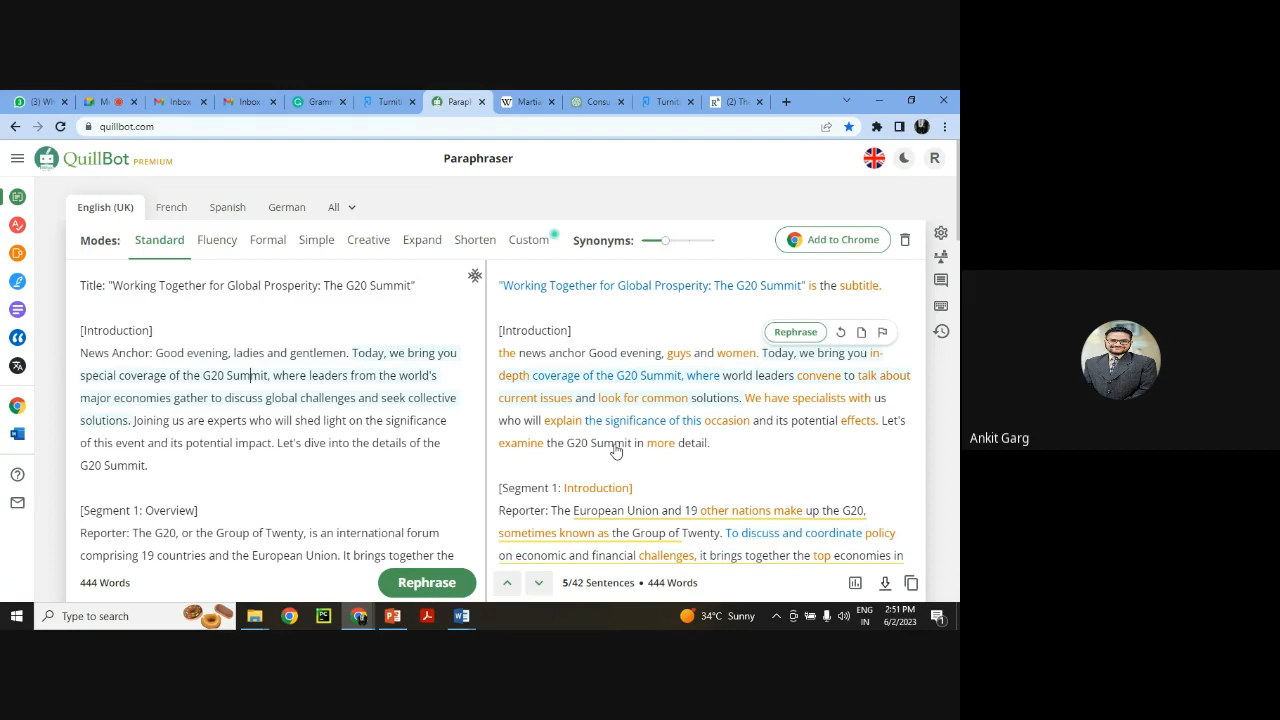 (3) Wh
M
Inbox
Inbox
Gramr
Turniti
Parapl
Martia
Consu
Turniti
(2) Th
quillbot.com
QuillBot PREMIUM
Paraphraser
R
English (UK)
French
Spanish
German
All
Modes:
Standard
Fluency
Formal
Simple
Creative
Expand
Shorten
Custom
Synonyms:
Add to Chrome
Title: "Working Together for Global Prosperity: The G20 Summit"
[Introduction]
News Anchor: Good evening, ladies and gentlemen. Today, we bring you
special coverage of the G20 Summit, where leaders from the world's
major economies gather to discuss global challenges and seek collective
solutions. Joining us are experts who will shed light on the significance
of this event and its potential impact. Let's dive into the details of the
G20 Summit.
[Segment 1: Overview]
Reporter: The G20, or the Group of Twenty, is an international forum
comprising 19 countries and the European Union. It brings together the
444 Words
Rephrase
"Working Together for Global Prosperity: The G20 Summit" is the subtitle.
[Introduction]
Rephrase
the news anchor Good evening, guys and women. Today, we bring you in-
depth coverage of the G20 Summit, where world leaders convene to talk about
current issues and look for common solutions. We have specialists with us
who will explain the significance of this occasion and its potential effects. Let's
examine the G20 Summit in more detail.
[Segment 1: Introduction]
Reporter: The European Union and 19 other nations make up the G20,
sometimes known as the Group of Twenty. To discuss and coordinate policy
on economic and financial challenges, it brings together the top economies in
5/42 Sentences • 444 Words
Ankit Garg
Type to search
34°C Sunny
ENG
IN
2:51 PM
6/2/2023
1